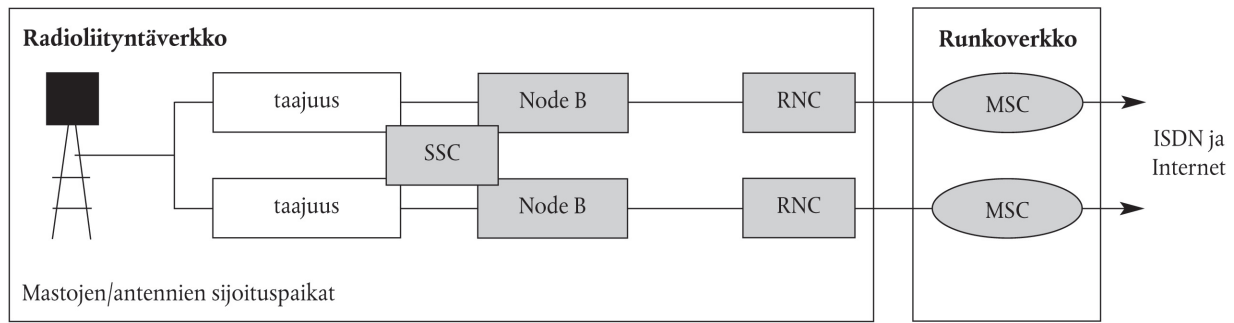 Radioliityntäverkko
Runkoverkko
taajuus
Node B
RNC
MSC
SSC
ISDN ja
Internet
taajuus
Node B
RNC
MSC
Mastojen/antennien sijoituspaikat